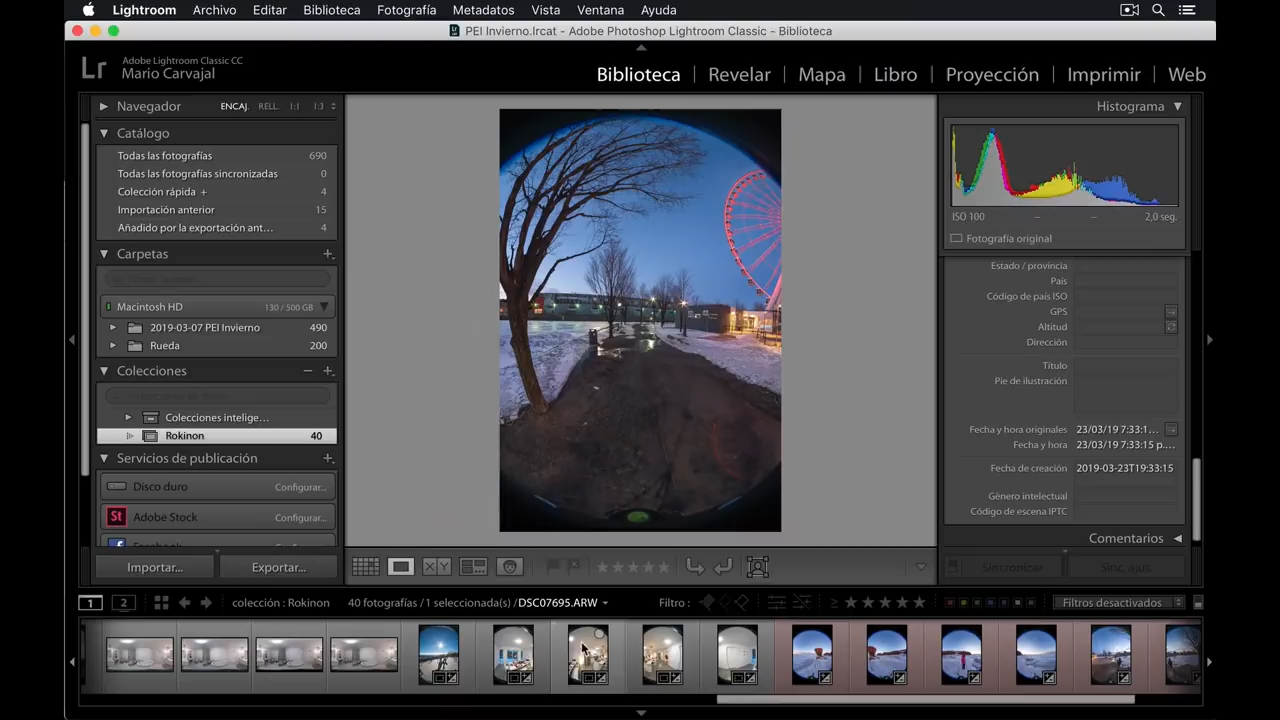 Lightroom Archivo Editar Biblioteca Fotografía Metadatos Vista Ventana Ayuda
PEI Invierno.lrcat - Adobe Photoshop Lightroom Classic - Biblioteca
Lr Adobe Lightroom Classic CC
Mario Carvajal
Biblioteca | Revelar | Mapa | Libro | Proyección | Imprimir | Web
Navegador ENCAJ. RELL. 1:1 1:3
Histograma
Catálogo
Todas las fotografías 690
Todas las fotografías sincronizadas 0
Colección rápida + 4
Importación anterior 15
Añadido por la exportación ant... 4
ISO 100 – – 2,0 seg.
Fotografía original
Carpetas
Macintosh HD 130 / 500 GB
2019-03-07 PEI Invierno 490
Rueda 200
Colecciones
Colecciones intelige...
Rokinon 40
Servicios de publicación
Disco duro Configurar...
St Adobe Stock Configurar...
Importar... Exportar...
Estado / provincia
País
Código de país ISO
GPS
Altitud
Dirección
Título
Pie de ilustración
Fecha y hora originales 23/03/19 7:33:1...
Fecha y hora 23/03/19 7:33:15 p....
Fecha de creación 2019-03-23T19:33:15
Género intelectual
Código de escena IPTC
Comentarios
Sincronizar Sinc. ajus.
XY
1 2 colección : Rokinon 40 fotografías / 1 seleccionada(s) / DSC07695.ARW Filtro : Filtros desactivados